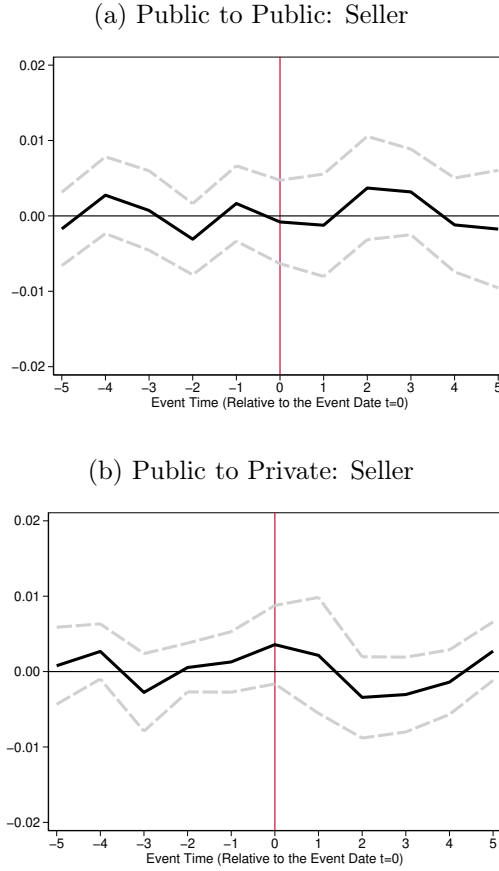 (a) Public to Public: Seller
0.02
0.01
0.00
−0.01
−0.02
−5 −4 −3 −2 −1 0 1 2 3 4 5
Event Time (Relative to the Event Date t=0)
(b) Public to Private: Seller
0.02
0.01
0.00
−0.01
−0.02
−5 −4 −3 −2 −1 0 1 2 3 4 5
Event Time (Relative to the Event Date t=0)